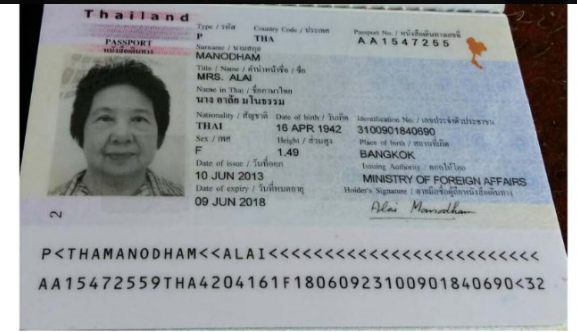 Thailand
PASSPORT
หนังสือเดินทาง
Type / รหัส Country Code / ประเทศ Passport No. / หนังสือเดินทางเลขที่
P THA AA1547255
Surname / นามสกุล
MANODHAM
Title / Name / คำนำหน้าชื่อ / ชื่อ
MRS. ALAI
Name in Thai / ชื่อภาษาไทย
นาง อาลัย มโนธรรม
Nationality / สัญชาติ Date of birth / วันเกิด Identification No. / เลขประจำตัวประชาชน
THAI 16 APR 1942 3100901840690
Sex / เพศ Height / ส่วนสูง Place of birth / สถานที่เกิด
F 1.49 BANGKOK
Date of issue / วันที่ออก Issuing Authority / ออกให้โดย
10 JUN 2013 MINISTRY OF FOREIGN AFFAIRS
Date of expiry / วันที่หมดอายุ Holder's Signature / ลายมือชื่อผู้ถือหนังสือเดินทาง
09 JUN 2018 Alai Manodham
2
P<THAMANODHAM<<ALAI<<<<<<<<<<<<<<<<<<<<<<<<<
AA15472559THA4204161F18060923100901840690<32